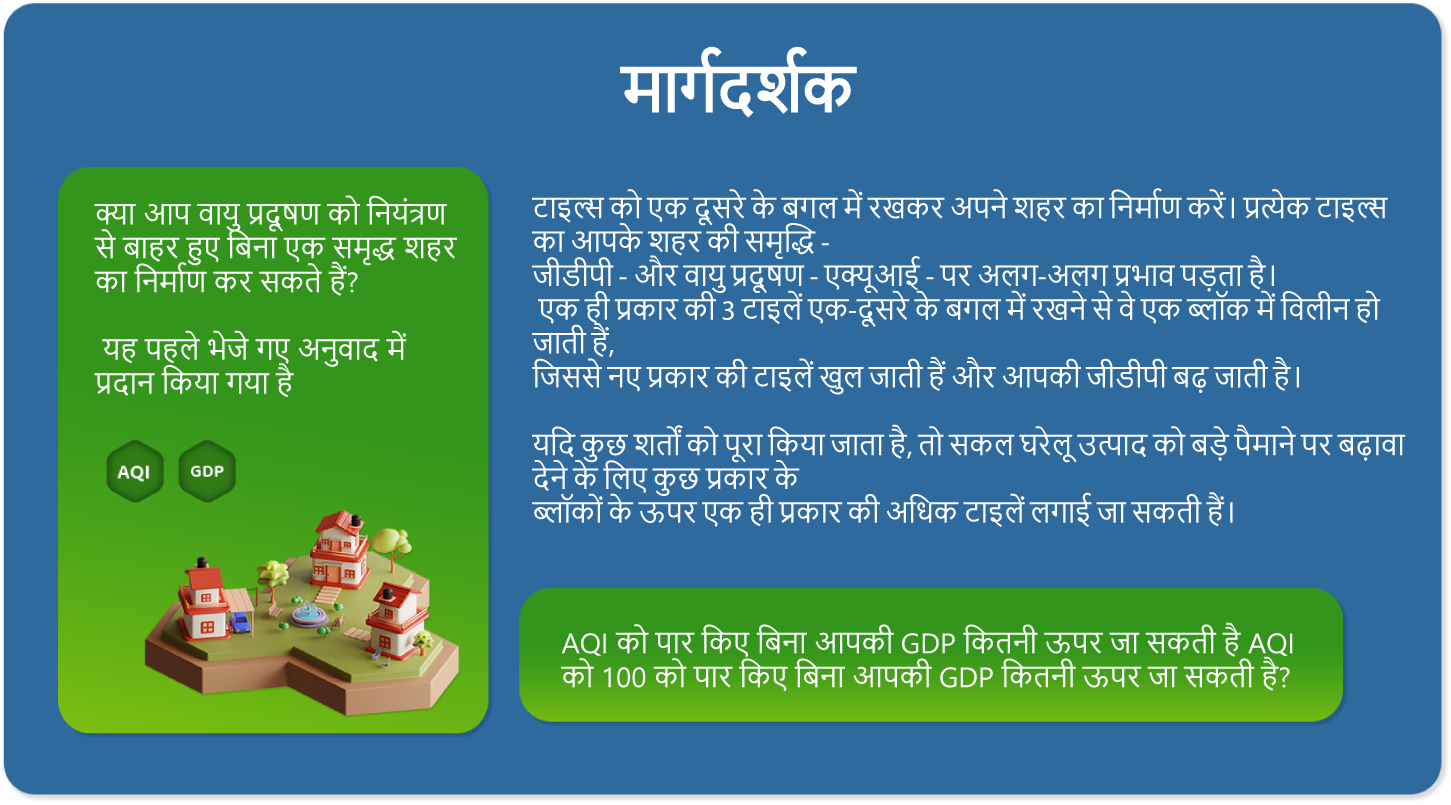 मार्गदर्शक
क्या आप वायु प्रदूषण को नियंत्रण
से बाहर हुए बिना एक समृद्ध शहर
का निर्माण कर सकते हैं?
यह पहले भेजे गए अनुवाद में
प्रदान किया गया है
AQI GDP
टाइल्स को एक दूसरे के बगल में रखकर अपने शहर का निर्माण करें। प्रत्येक टाइल्स
का आपके शहर की समृद्धि -
जीडीपी - और वायु प्रदूषण - एक्यूआई - पर अलग-अलग प्रभाव पड़ता है।
एक ही प्रकार की 3 टाइलें एक-दूसरे के बगल में रखने से वे एक ब्लॉक में विलीन हो
जाती हैं,
जिससे नए प्रकार की टाइलें खुल जाती हैं और आपकी जीडीपी बढ़ जाती है।
यदि कुछ शर्तों को पूरा किया जाता है, तो सकल घरेलू उत्पाद को बड़े पैमाने पर बढ़ावा
देने के लिए कुछ प्रकार के
ब्लॉकों के ऊपर एक ही प्रकार की अधिक टाइलें लगाई जा सकती हैं।
AQI को पार किए बिना आपकी GDP कितनी ऊपर जा सकती है AQI
को 100 को पार किए बिना आपकी GDP कितनी ऊपर जा सकती है?